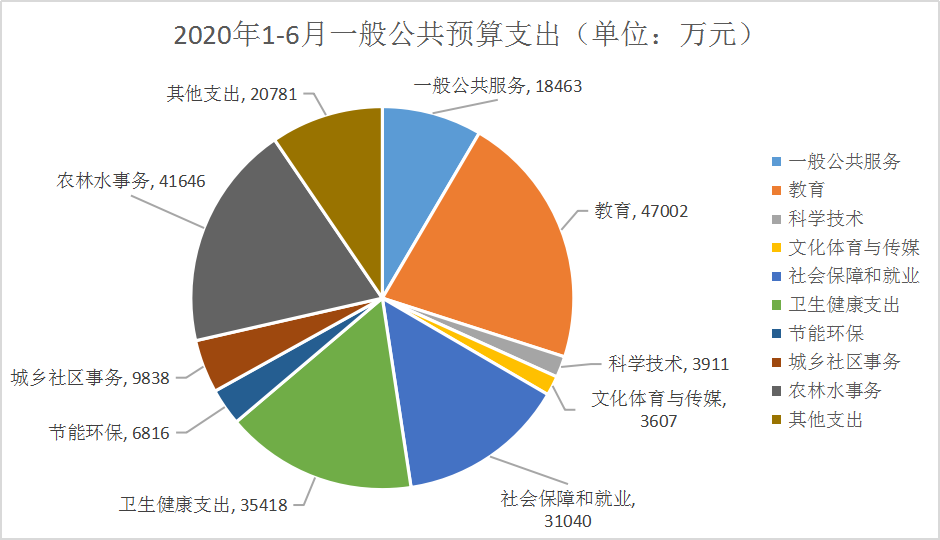 2020年1-6月一般公共预算支出（单位：万元）
其他支出, 20781
一般公共服务, 18463
农林水事务, 41646
教育, 47002
城乡社区事务, 9838
科学技术, 3911
节能环保, 6816
文化体育与传媒,
3607
卫生健康支出, 35418
社会保障和就业,
31040
一般公共服务
教育
科学技术
文化体育与传媒
社会保障和就业
卫生健康支出
节能环保
城乡社区事务
农林水事务
其他支出